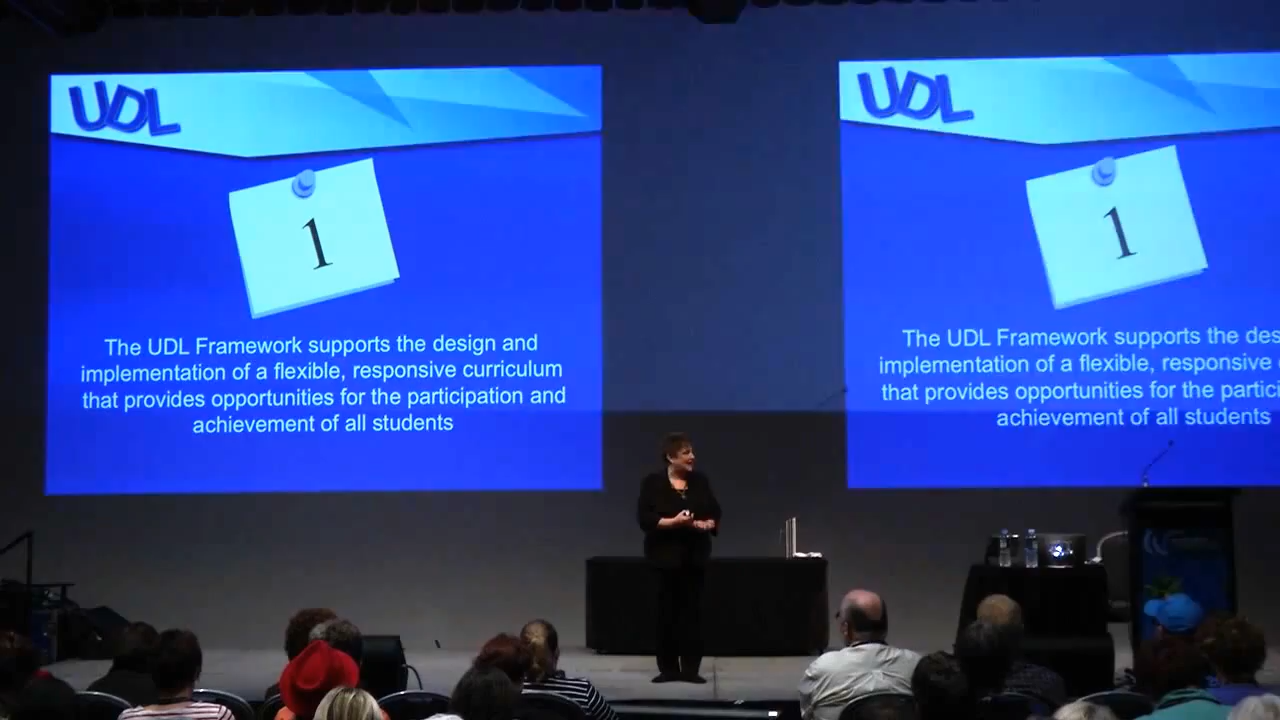 UDL
1
The UDL Framework supports the design and
implementation of a flexible, responsive curriculum
that provides opportunities for the participation and
achievement of all students
UDL
1
The UDL Framework supports the des
implementation of a flexible, responsive
that provides opportunities for the partici
achievement of all students